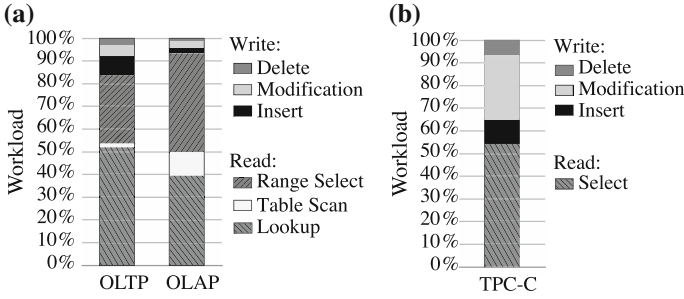 (a)
Workload
100 %
90 %
80 %
70 %
60 %
50 %
40 %
30 %
20 %
10 %
0 %
OLTP
OLAP
Write:
Delete
Modification
Insert
Read:
Range Select
Table Scan
Lookup
(b)
Workload
100 %
90 %
80 %
70 %
60 %
50 %
40 %
30 %
20 %
10 %
0 %
TPC-C
Write:
Delete
Modification
Insert
Read:
Select